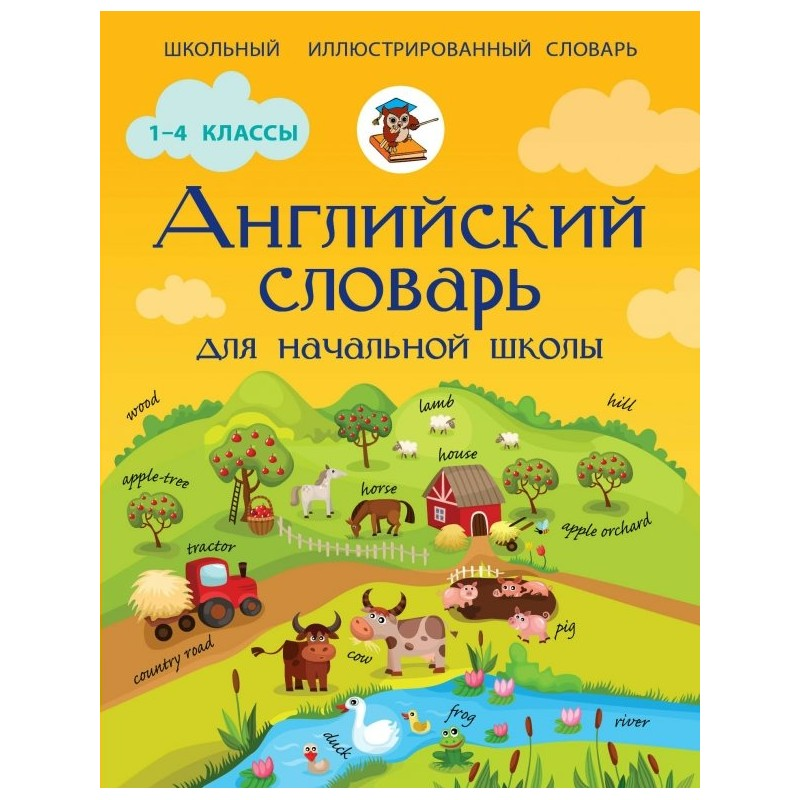 ШКОЛЬНЫЙ ИЛЛЮСТРИРОВАННЫЙ СЛОВАРЬ
1–4 КЛАССЫ
Английский
словарь
для начальной школы
wood
lamb
hill
apple-tree
house
horse
apple orchard
tractor
pig
country road
cow
frog
duck
river